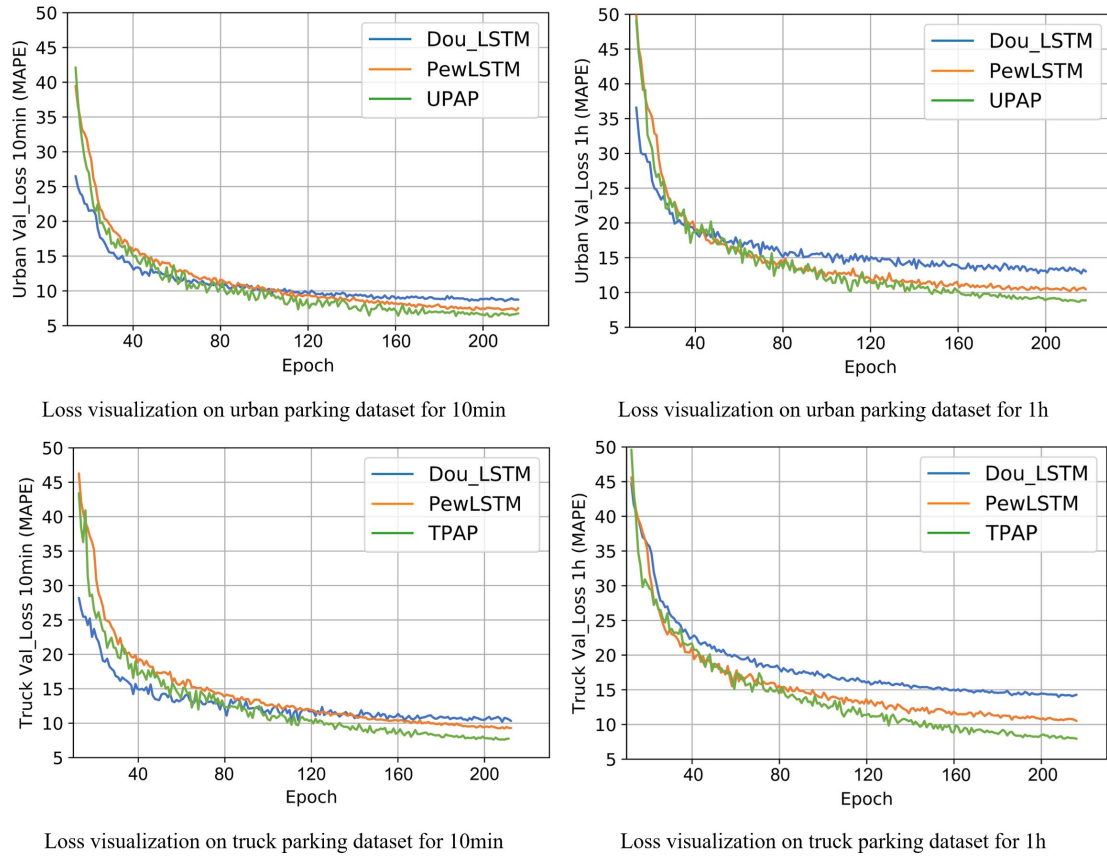 50
45
40
35
30
25
20
15
10
5
Urban Val_Loss 10min (MAPE)
Dou_LSTM
PewLSTM
UPAP
40 80 120 160 200
Epoch
Loss visualization on urban parking dataset for 10min
50
45
40
35
30
25
20
15
10
5
Urban Val_Loss 1h (MAPE)
Dou_LSTM
PewLSTM
UPAP
40 80 120 160 200
Epoch
Loss visualization on urban parking dataset for 1h
50
45
40
35
30
25
20
15
10
5
Truck Val_Loss 10min (MAPE)
Dou_LSTM
PewLSTM
TPAP
40 80 120 160 200
Epoch
Loss visualization on truck parking dataset for 10min
50
45
40
35
30
25
20
15
10
5
Truck Val_Loss 1h (MAPE)
Dou_LSTM
PewLSTM
TPAP
40 80 120 160 200
Epoch
Loss visualization on truck parking dataset for 1h